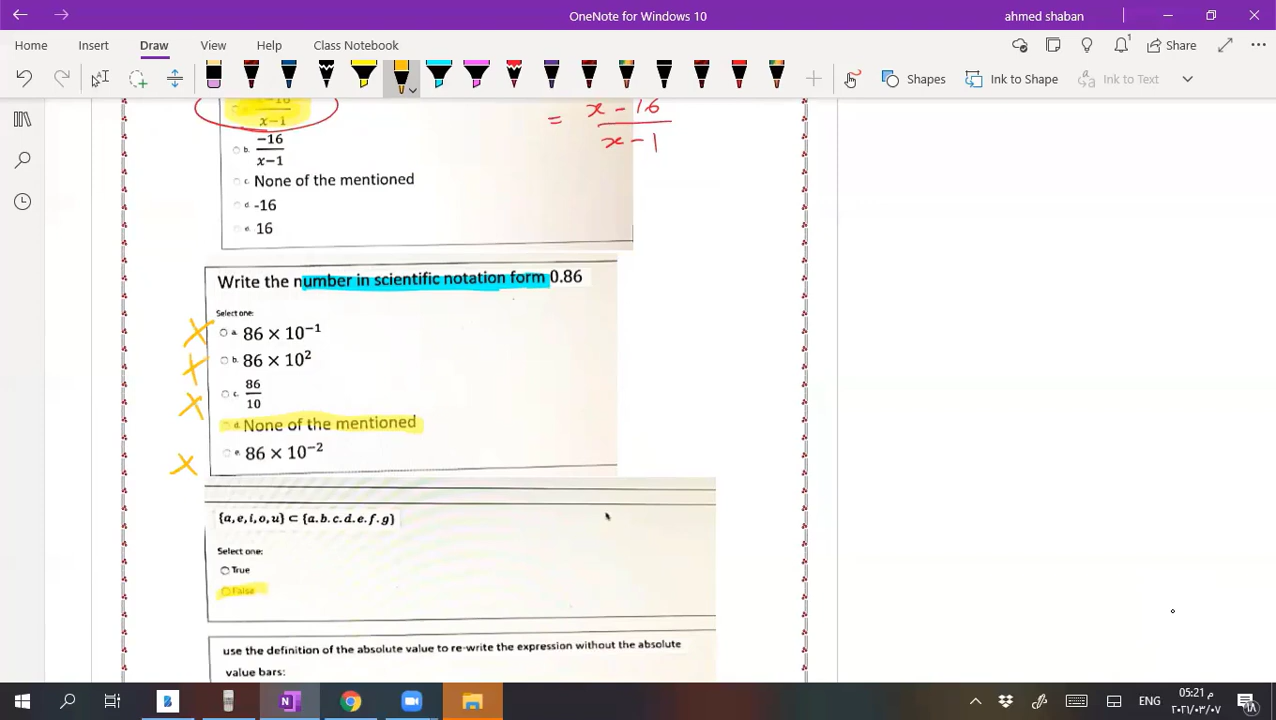 OneNote for Windows 10
ahmed shaban
Home Insert Draw View Help Class Notebook
Share
Shapes Ink to Shape Ink to Text
x−1
= x − 16
x − 1
b. −16
x−1
c. None of the mentioned
d. -16
e. 16
Write the number in scientific notation form 0.86
Select one:
X a. 86 × 10⁻¹
X b. 86 × 10²
X c. 86
10
d. None of the mentioned
X e. 86 × 10⁻²
{a,e,i,o,u} ⊂ {a.b.c.d.e.f.g}
Select one:
True
False
use the definition of the absolute value to re-write the expression without the absolute
value bars:
ENG
05:21 م
٢٠٢١/٠٣/٠٧